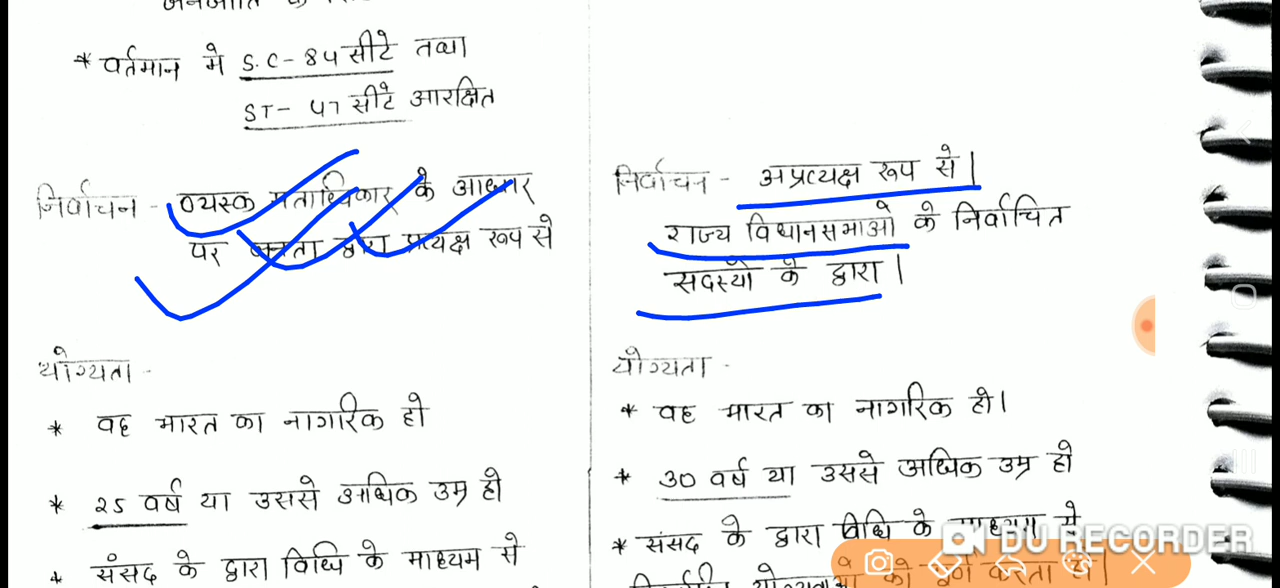 * वर्तमान मे S.C - 84 सीटे तथा
ST - 47 सीटे आरक्षित
निर्वाचन - व्यस्क मताधिकार के आधार
पर जनता द्वारा प्रत्यक्ष रूप से
योग्यता -
* वह भारत का नागरिक हो
* 25 वर्ष या उससे अधिक उम्र हो
* संसद के द्वारा विधि के माध्यम से
निर्वाचन - अप्रत्यक्ष रूप से।
राज्य विधानसभाओ के निर्वाचित
सदस्यो के द्वारा।
योग्यता -
* वह भारत का नागरिक हो।
* 30 वर्ष या उससे अधिक उम्र हो
* संसद के द्वारा विधि के माध्यम से
DU RECORDER